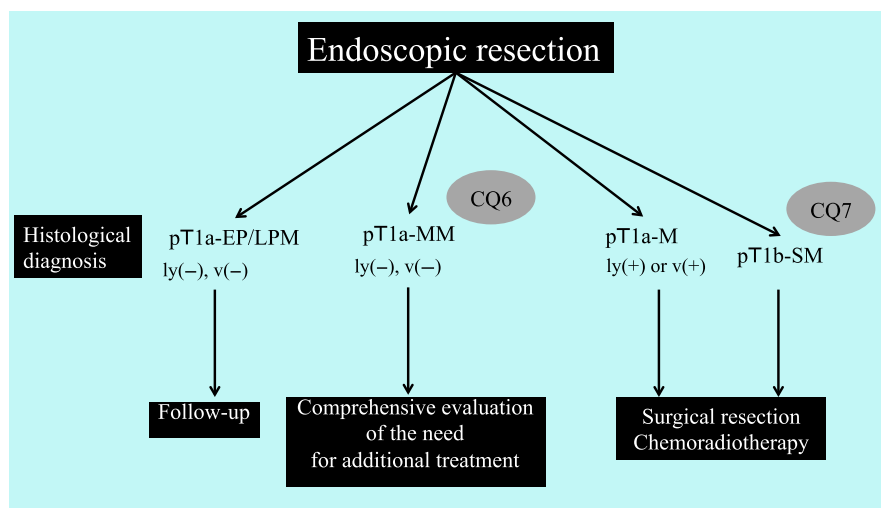 Endoscopic resection
CQ6
CQ7
Histological
diagnosis
pT1a-EP/LPM
ly(−), v(−)
pT1a-MM
ly(−), v(−)
pT1a-M
ly(+) or v(+)
pT1b-SM
Follow-up
Comprehensive evaluation
of the need
for additional treatment
Surgical resection
Chemoradiotherapy